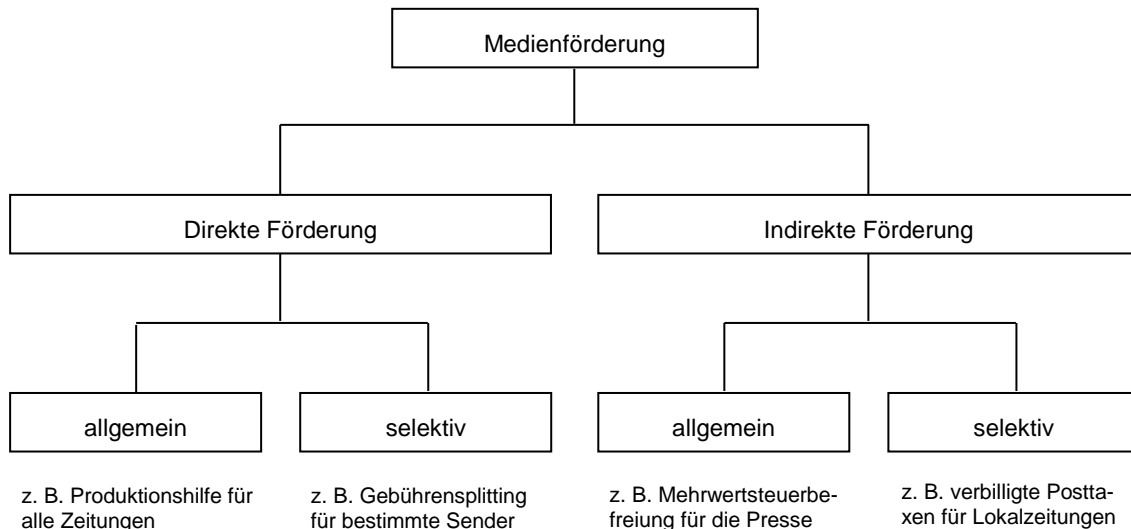 Medienförderung
Direkte Förderung
Indirekte Förderung
allgemein
selektiv
allgemein
selektiv
z. B. Produktionshilfe für
alle Zeitungen
z. B. Gebührensplitting
für bestimmte Sender
z. B. Mehrwertsteuerbe-
freiung für die Presse
z. B. verbilligte Postta-
xen für Lokalzeitungen